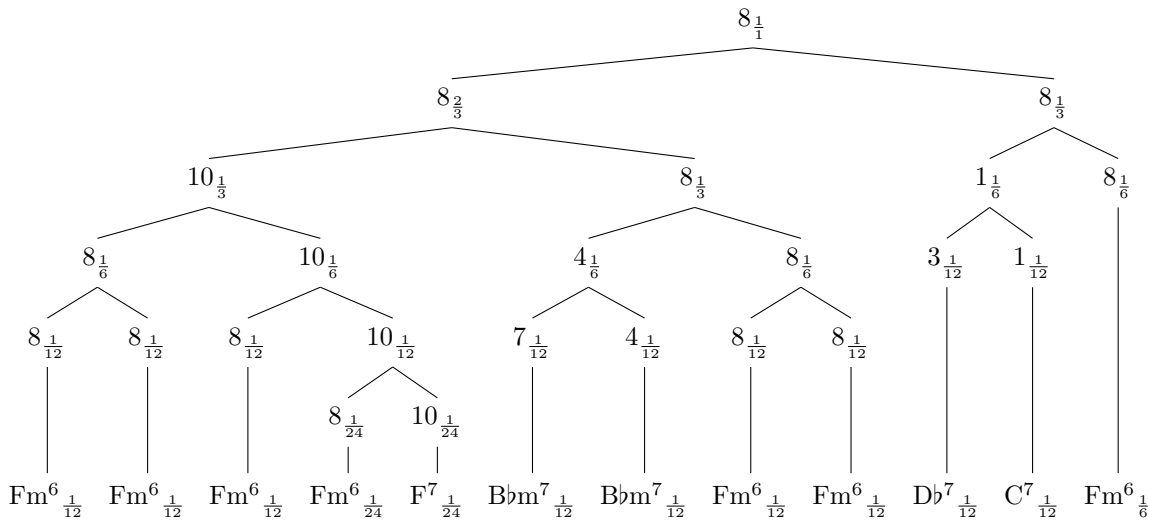 8 1/1
8 2/3 8 1/3
10 1/3 8 1/3 1 1/6 8 1/6
8 1/6 10 1/6 4 1/6 8 1/6 3 1/12 1 1/12
8 1/12 8 1/12 8 1/12 10 1/12 7 1/12 4 1/12 8 1/12 8 1/12
8 1/24 10 1/24
Fm⁶ 1/12 Fm⁶ 1/12 Fm⁶ 1/12 Fm⁶ 1/24 F⁷ 1/24 B♭m⁷ 1/12 B♭m⁷ 1/12 Fm⁶ 1/12 Fm⁶ 1/12 D♭⁷ 1/12 C⁷ 1/12 Fm⁶ 1/6